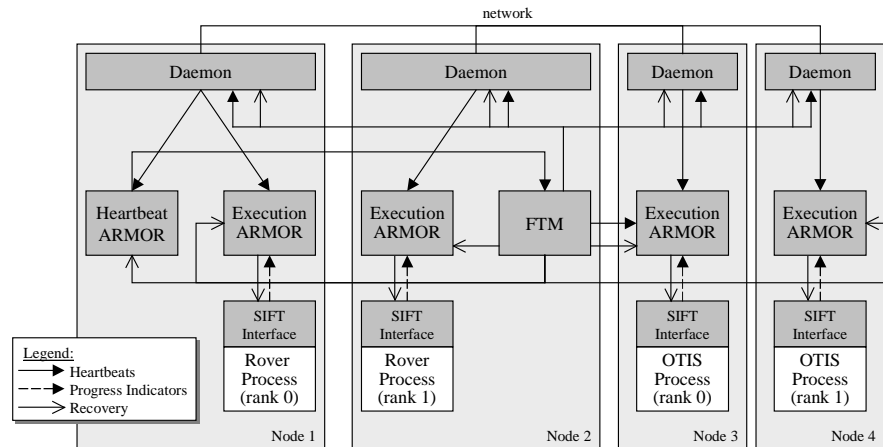 network
Daemon
Daemon
Daemon
Daemon
Heartbeat
ARMOR
Execution
ARMOR
Execution
ARMOR
FTM
Execution
ARMOR
Execution
ARMOR
SIFT
Interface
SIFT
Interface
SIFT
Interface
SIFT
Interface
Rover
Process
(rank 0)
Rover
Process
(rank 1)
OTIS
Process
(rank 0)
OTIS
Process
(rank 1)
Legend:
Heartbeats
Progress Indicators
Recovery
Node 1
Node 2
Node 3
Node 4